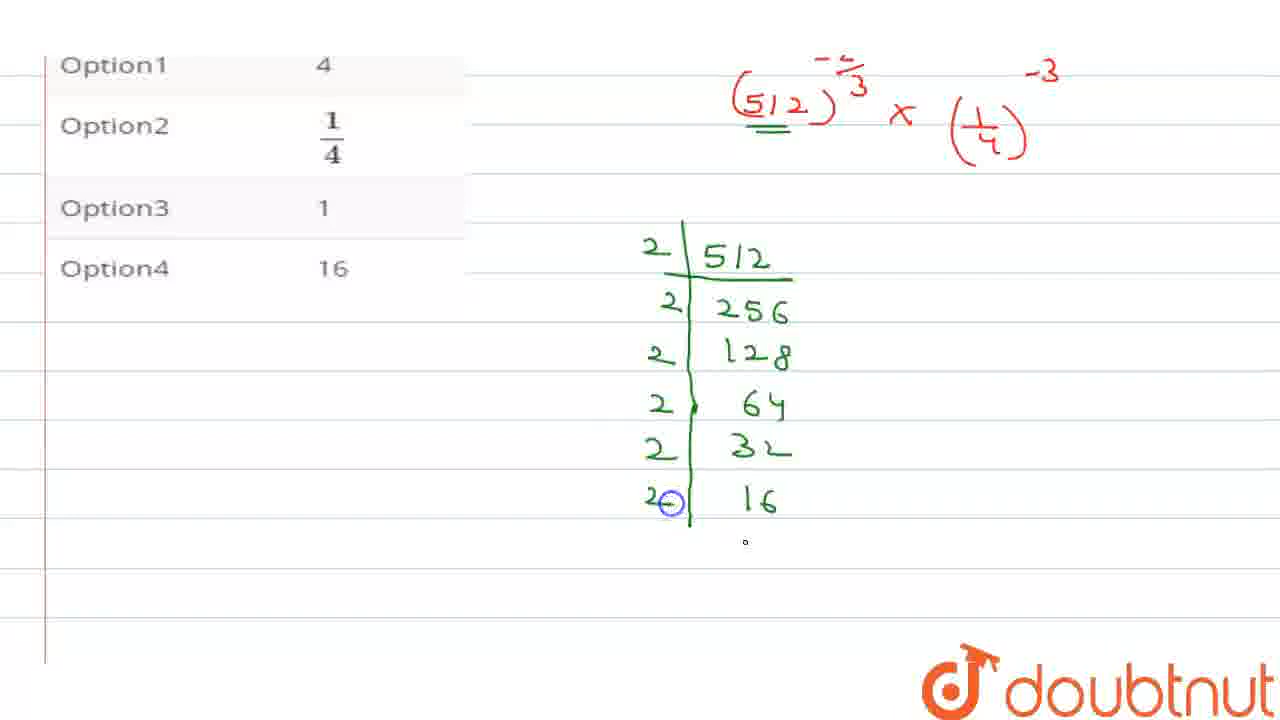 Option1 4
Option2 1/4
Option3 1
Option4 16
(512)^(-2/3) × (1/4)^-3
2 | 512
2 | 256
2 | 128
2 | 64
2 | 32
2 | 16
doubtnut